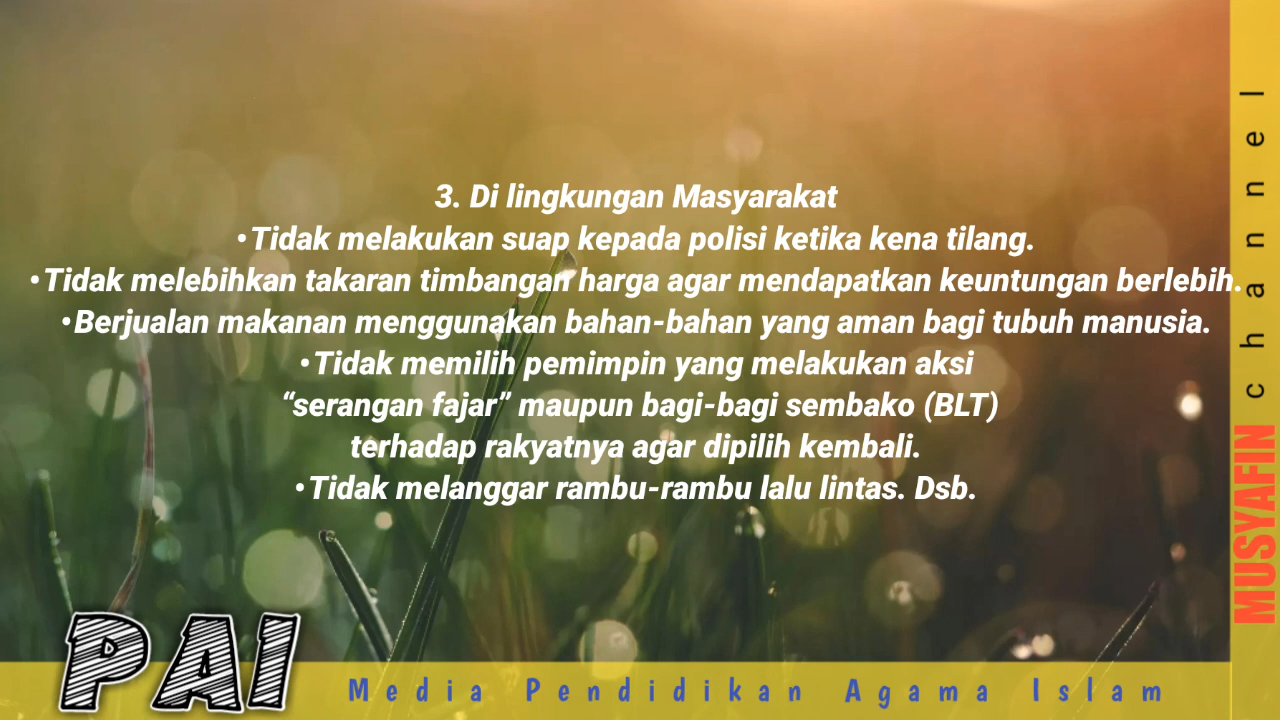 3. Di lingkungan Masyarakat
•Tidak melakukan suap kepada polisi ketika kena tilang.
•Tidak melebihkan takaran timbangan harga agar mendapatkan keuntungan berlebih.
•Berjualan makanan menggunakan bahan-bahan yang aman bagi tubuh manusia.
•Tidak memilih pemimpin yang melakukan aksi
“serangan fajar” maupun bagi-bagi sembako (BLT)
terhadap rakyatnya agar dipilih kembali.
•Tidak melanggar rambu-rambu lalu lintas. Dsb.
MUSYAFIN channel
PAI
Media Pendidikan Agama Islam